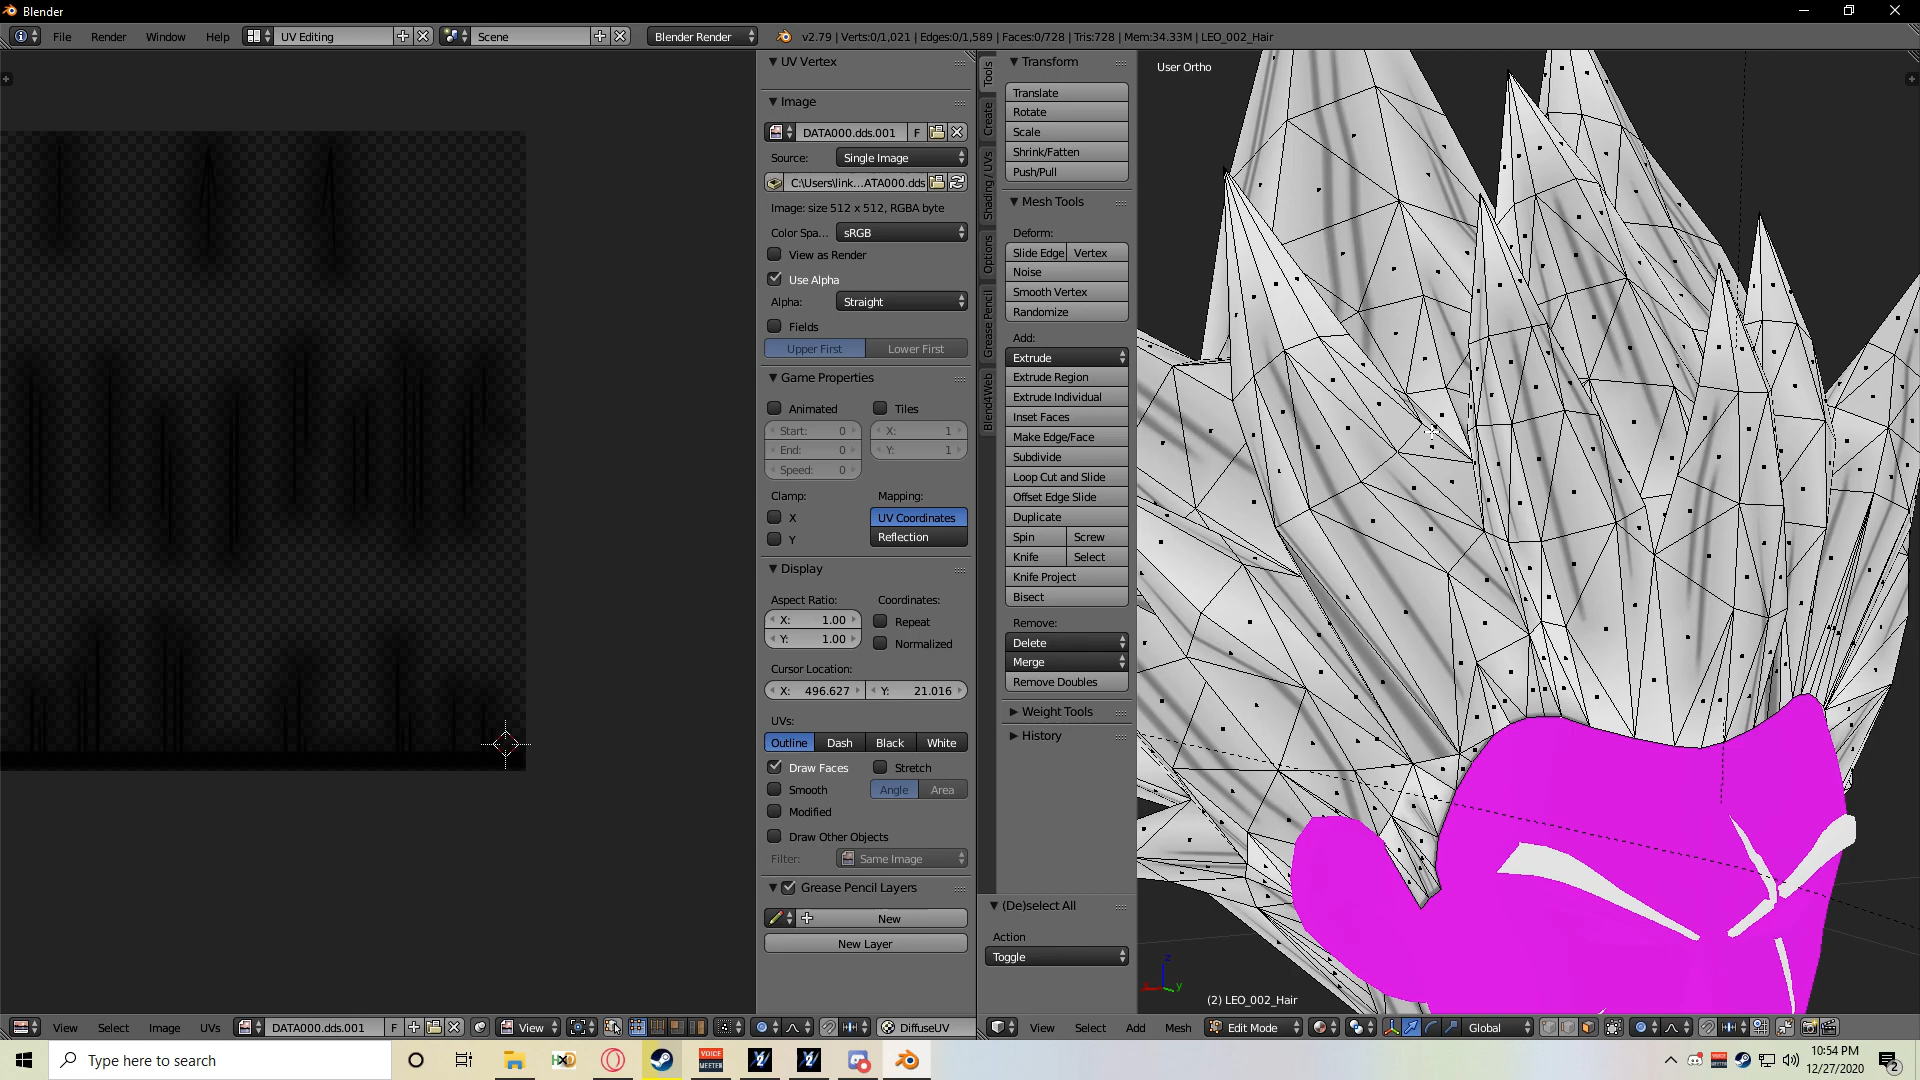 Blender
File Render Window Help UV Editing Scene Blender Render v2.79 | Verts:0/1,021 | Edges:0/1,589 | Faces:0/728 | Tris:728 | Mem:34.33M | LEO_002_Hair
UV Vertex
Image
DATA000.dds.001 F
Source: Single Image
C:\Users\link...ATA000.dds
Image: size 512 x 512, RGBA byte
Color Spa... sRGB
View as Render
Use Alpha
Alpha: Straight
Fields
Upper First Lower First
Game Properties
Animated Tiles
Start: 0 X: 1
End: 0 Y: 1
Speed: 0
Clamp: Mapping:
X UV Coordinates
Y Reflection
Display
Aspect Ratio: Coordinates:
X: 1.00 Repeat
Y: 1.00 Normalized
Cursor Location:
X: 496.627 Y: 21.016
UVs:
Outline Dash Black White
Draw Faces Stretch
Smooth Angle Area
Modified
Draw Other Objects
Filter: Same Image
Grease Pencil Layers
New
New Layer
Tools
Create
Shading / UVs
Options
Grease Pencil
Blend4Web
Transform
Translate
Rotate
Scale
Shrink/Fatten
Push/Pull
Mesh Tools
Deform:
Slide Edge Vertex
Noise
Smooth Vertex
Randomize
Add:
Extrude
Extrude Region
Extrude Individual
Inset Faces
Make Edge/Face
Subdivide
Loop Cut and Slide
Offset Edge Slide
Duplicate
Spin Screw
Knife Select
Knife Project
Bisect
Remove:
Delete
Merge
Remove Doubles
Weight Tools
History
(De)select All
Action
Toggle
User Ortho
z
y
(2) LEO_002_Hair
View Select Image UVs DATA000.dds.001 F View DiffuseUV
View Select Add Mesh Edit Mode Global
Type here to search
HXD
VOICE
MEETER
2
2
10:54 PM
12/27/2020
2